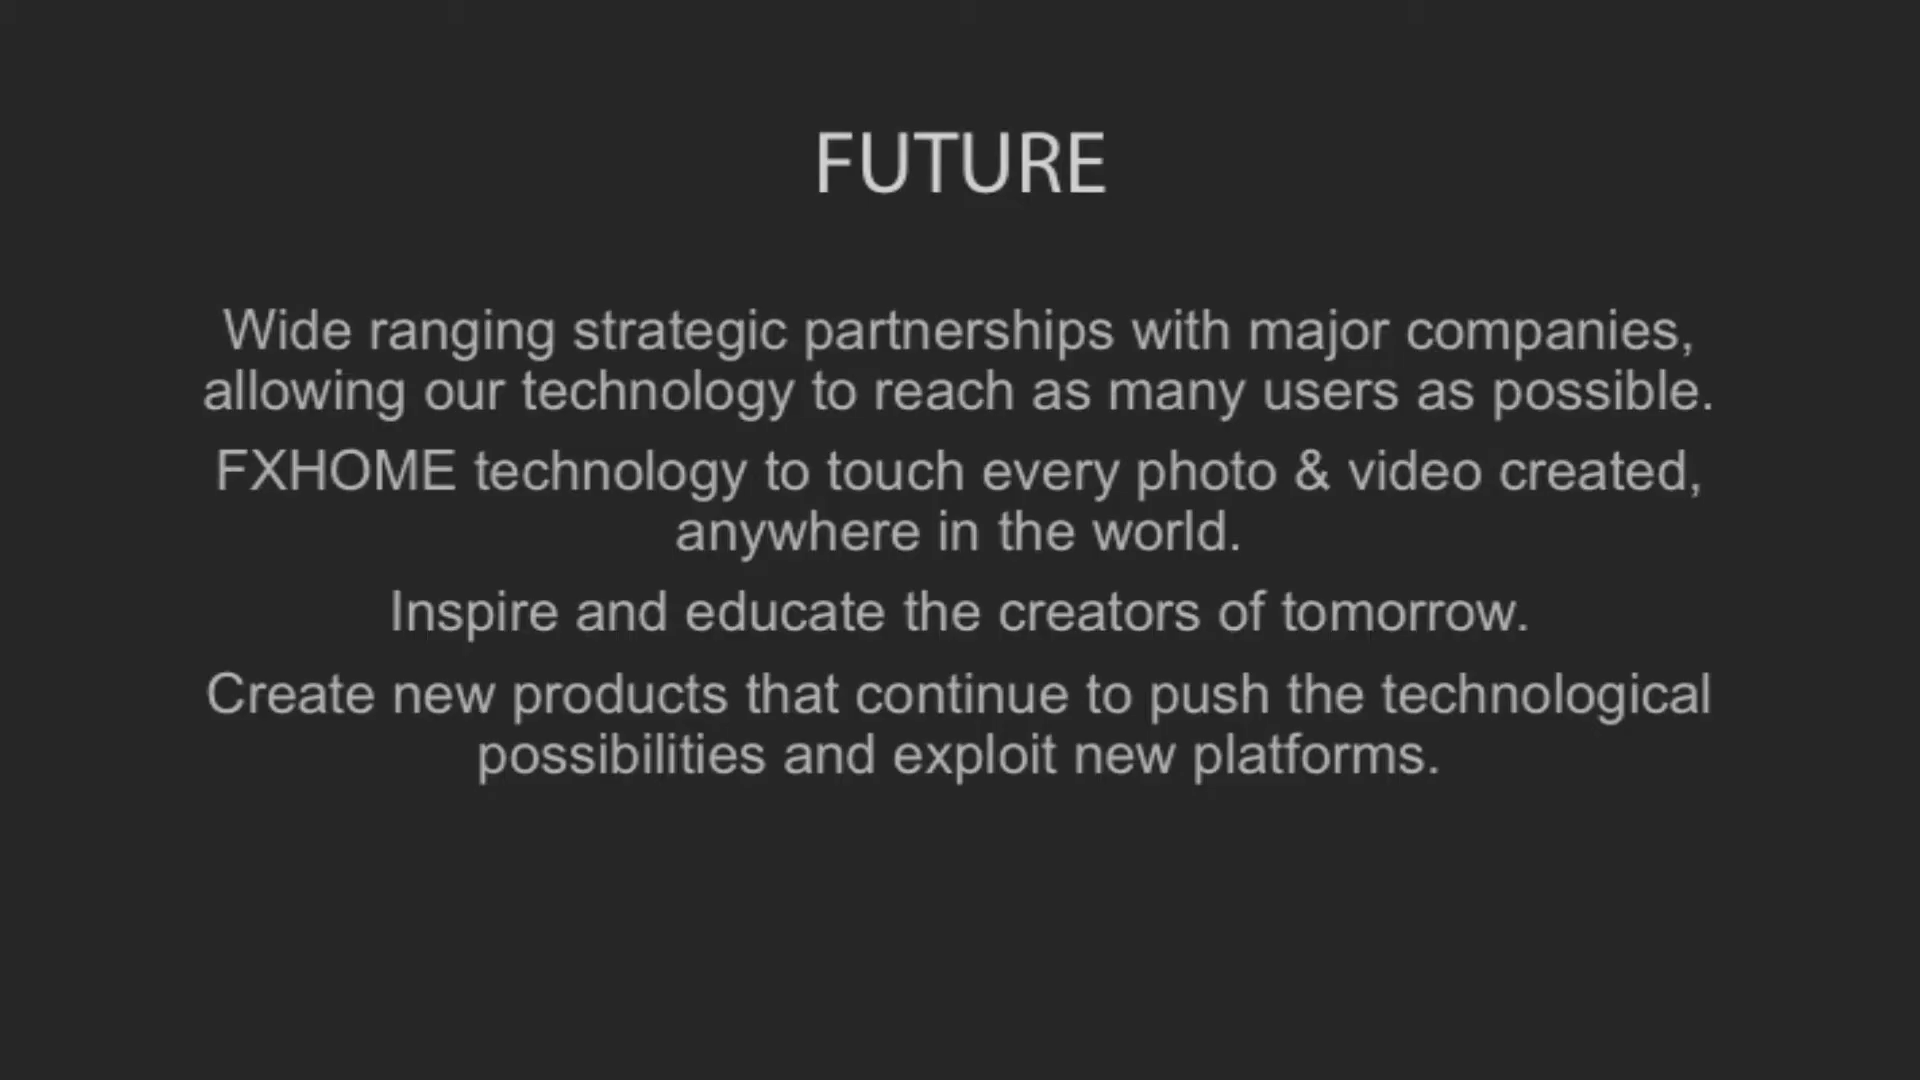 FUTURE
Wide ranging strategic partnerships with major companies,
allowing our technology to reach as many users as possible.
FXHOME technology to touch every photo & video created,
anywhere in the world.
Inspire and educate the creators of tomorrow.
Create new products that continue to push the technological
possibilities and exploit new platforms.